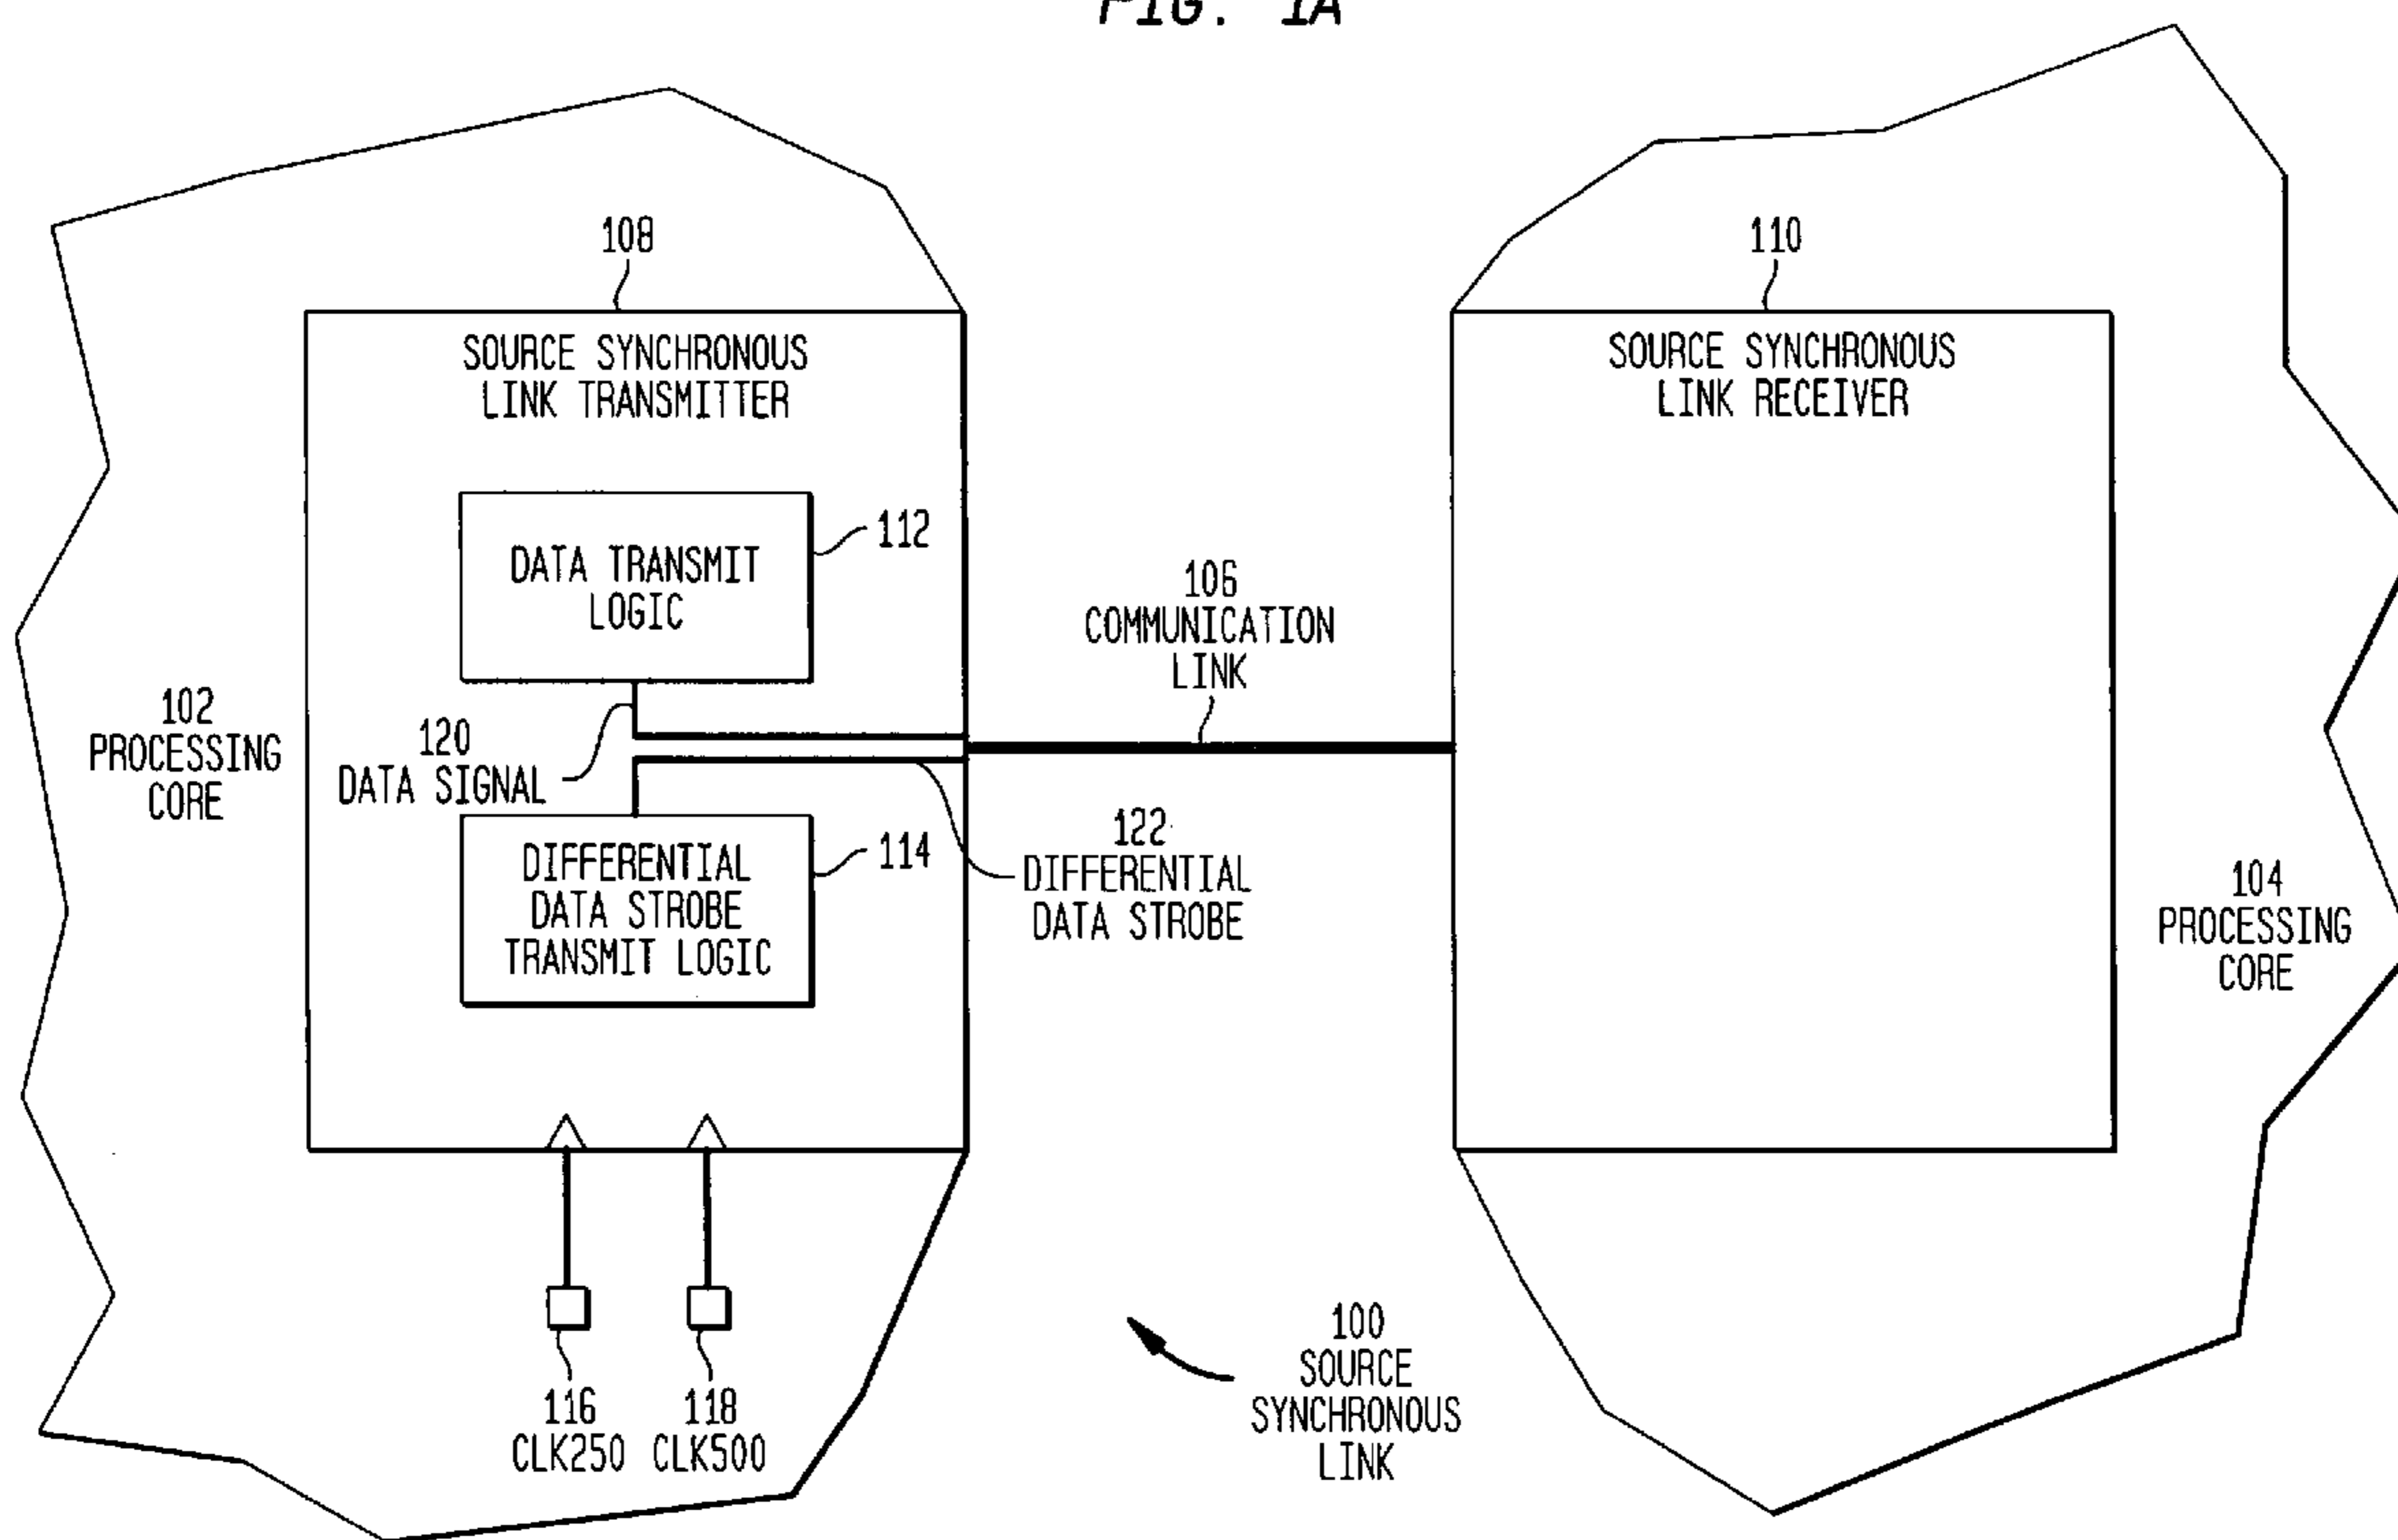 FIG. 1A
108
SOURCE SYNCHRONOUS
LINK TRANSMITTER
110
SOURCE SYNCHRONOUS
LINK RECEIVER
112
DATA TRANSMIT
LOGIC
106
COMMUNICATION
LINK
102
PROCESSING
CORE
120
DATA SIGNAL
114
DIFFERENTIAL
DATA STROBE
TRANSMIT LOGIC
122
DIFFERENTIAL
DATA STROBE
104
PROCESSING
CORE
116
CLK250
118
CLK500
100
SOURCE
SYNCHRONOUS
LINK